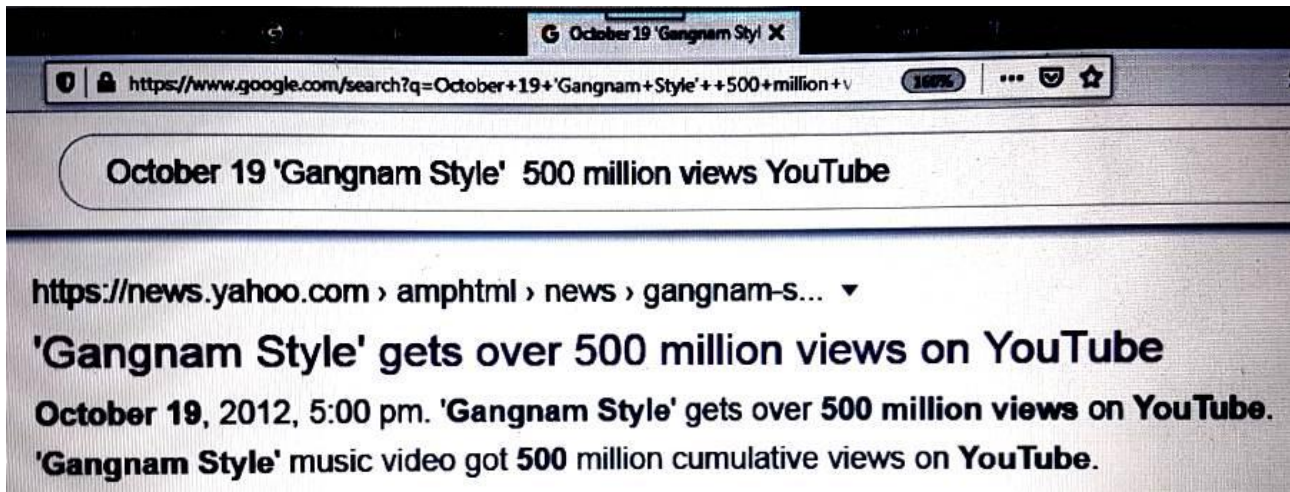 October 19 'Gangnam Styl
https://www.google.com/search?q=October+19+'Gangnam+Style'++500+million+v
October 19 'Gangnam Style'  500 million views YouTube
https://news.yahoo.com › amphtml › news › gangnam-s...
'Gangnam Style' gets over 500 million views on YouTube
October 19, 2012, 5:00 pm. 'Gangnam Style' gets over 500 million views on YouTube.
'Gangnam Style' music video got 500 million cumulative views on YouTube.